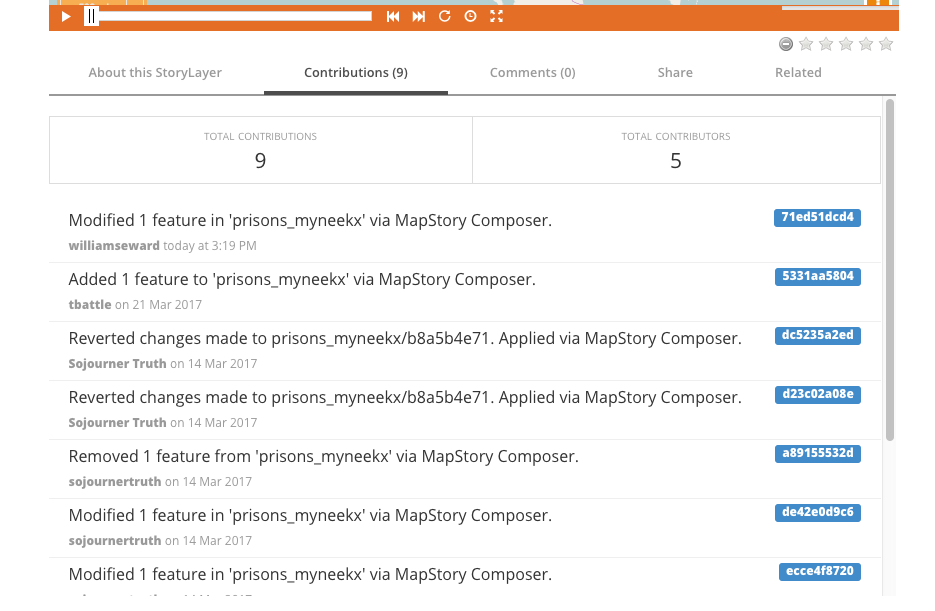 About this StoryLayer
Contributions (9)
Comments (0)
Share
Related
TOTAL CONTRIBUTIONS
9
TOTAL CONTRIBUTORS
5
Modified 1 feature in 'prisons_myneekx' via MapStory Composer.
71ed51dcd4
williamseward today at 3:19 PM
Added 1 feature to 'prisons_myneekx' via MapStory Composer.
5331aa5804
tbattle on 21 Mar 2017
Reverted changes made to prisons_myneekx/b8a5b4e71. Applied via MapStory Composer.
dc5235a2ed
Sojourner Truth on 14 Mar 2017
Reverted changes made to prisons_myneekx/b8a5b4e71. Applied via MapStory Composer.
d23c02a08e
Sojourner Truth on 14 Mar 2017
Removed 1 feature from 'prisons_myneekx' via MapStory Composer.
a89155532d
sojournertruth on 14 Mar 2017
Modified 1 feature in 'prisons_myneekx' via MapStory Composer.
de42e0d9c6
sojournertruth on 14 Mar 2017
Modified 1 feature in 'prisons_myneekx' via MapStory Composer.
ecce4f8720